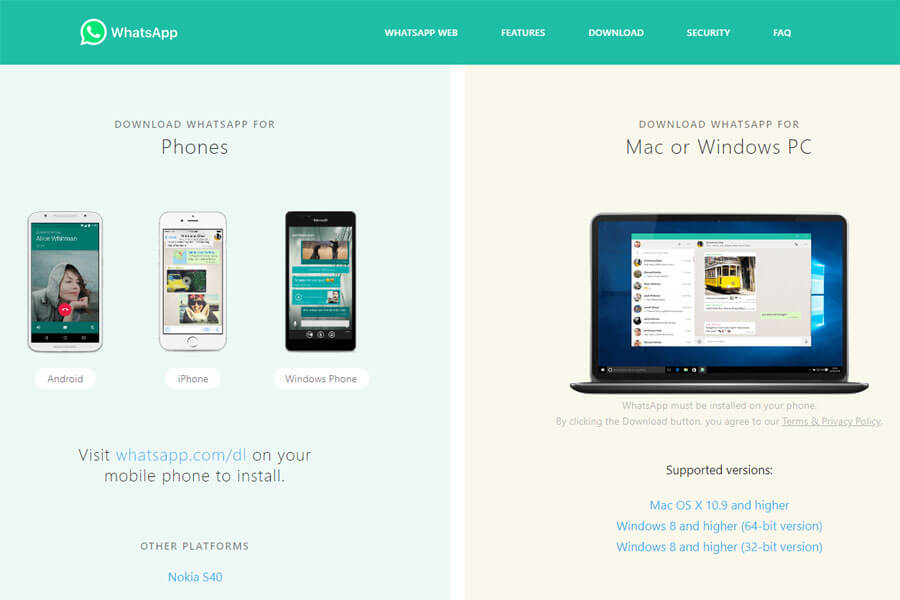 WhatsApp
WHATSAPP WEB
FEATURES
DOWNLOAD
SECURITY
FAQ
DOWNLOAD WHATSAPP FOR
Phones
Alice Whitman
Android
iPhone
Windows Phone
Visit whatsapp.com/dl on your
mobile phone to install.
OTHER PLATFORMS
Nokia S40
DOWNLOAD WHATSAPP FOR
Mac or Windows PC
WhatsApp must be installed on your phone.
By clicking the Download button, you agree to our Terms & Privacy Policy.
Supported versions:
Mac OS X 10.9 and higher
Windows 8 and higher (64-bit version)
Windows 8 and higher (32-bit version)